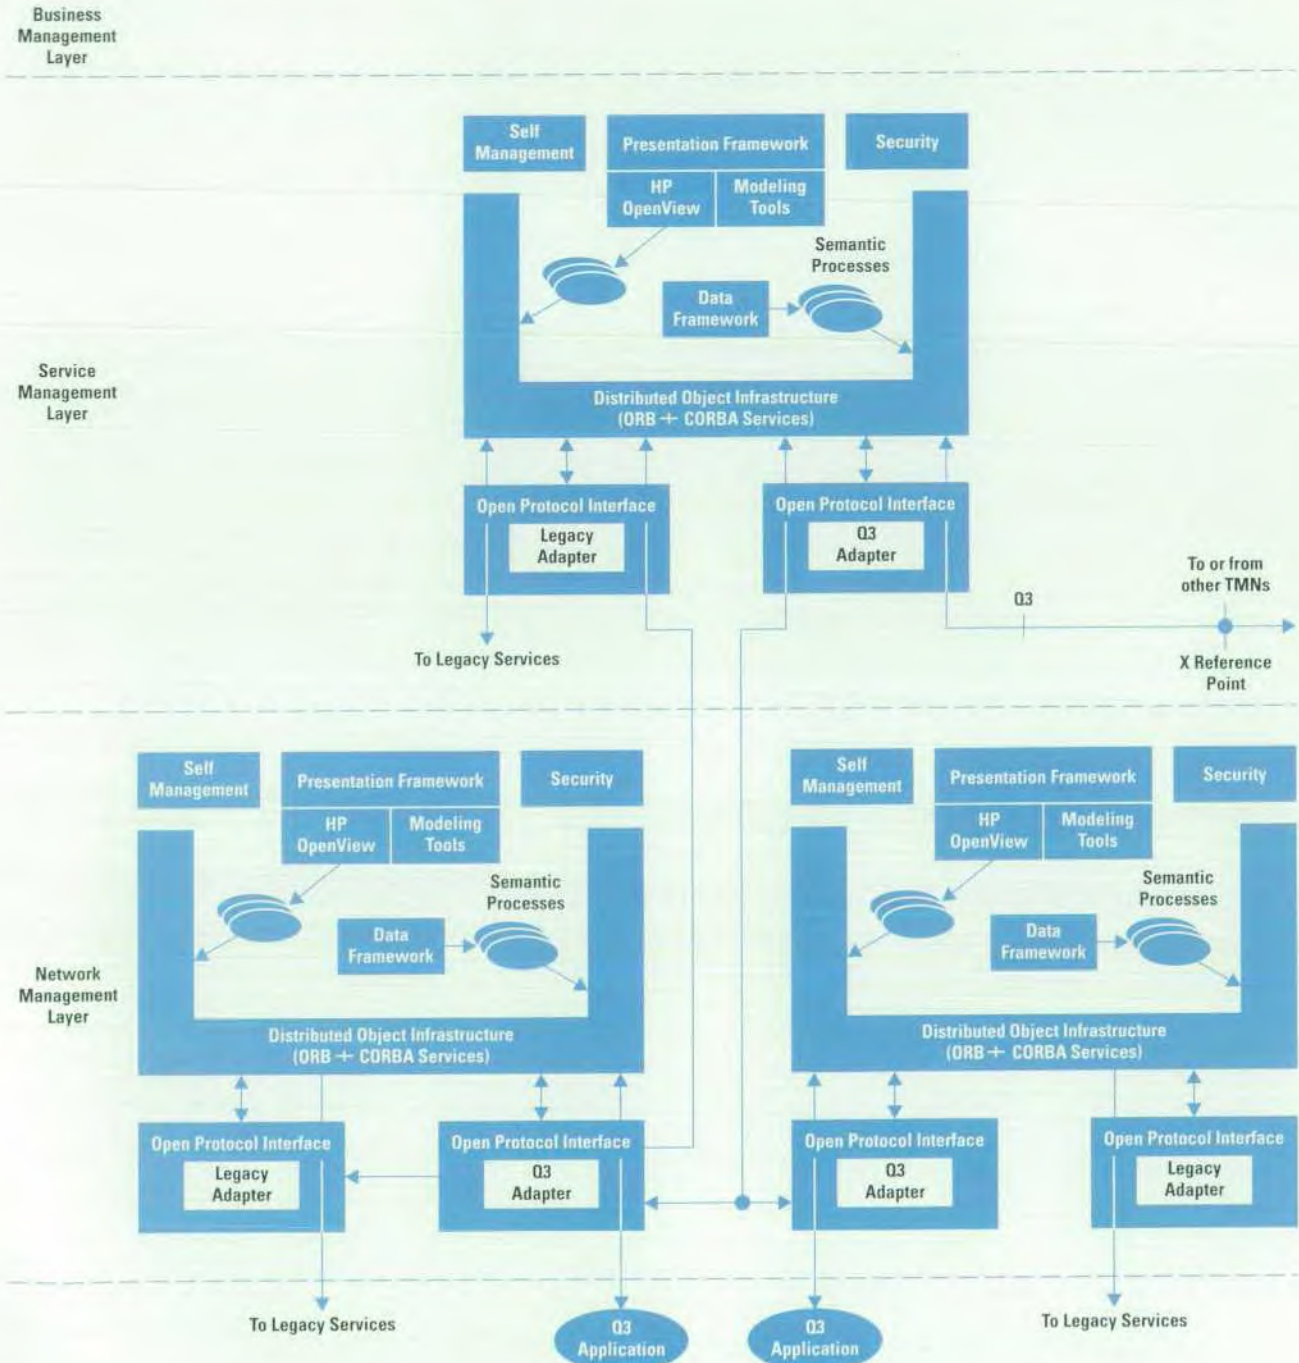 Business
Management
Layer
Self
Management
Presentation Framework
Security
HP
OpenView
Modeling
Tools
Semantic
Processes
Data
Framework
Service
Management
Layer
Distributed Object Infrastructure
(ORB + CORBA Services)
Open Protocol Interface
Legacy
Adapter
Open Protocol Interface
Q3
Adapter
To or from
other TMNs
Q3
To Legacy Services
X Reference
Point
Self
Management
Presentation Framework
Security
HP
OpenView
Modeling
Tools
Semantic
Processes
Data
Framework
Self
Management
Presentation Framework
Security
HP
OpenView
Modeling
Tools
Semantic
Processes
Data
Framework
Network
Management
Layer
Distributed Object Infrastructure
(ORB + CORBA Services)
Distributed Object Infrastructure
(ORB + CORBA Services)
Open Protocol Interface
Legacy
Adapter
Open Protocol Interface
Q3
Adapter
Open Protocol Interface
Q3
Adapter
Open Protocol Interface
Legacy
Adapter
To Legacy Services
Q3
Application
Q3
Application
To Legacy Services